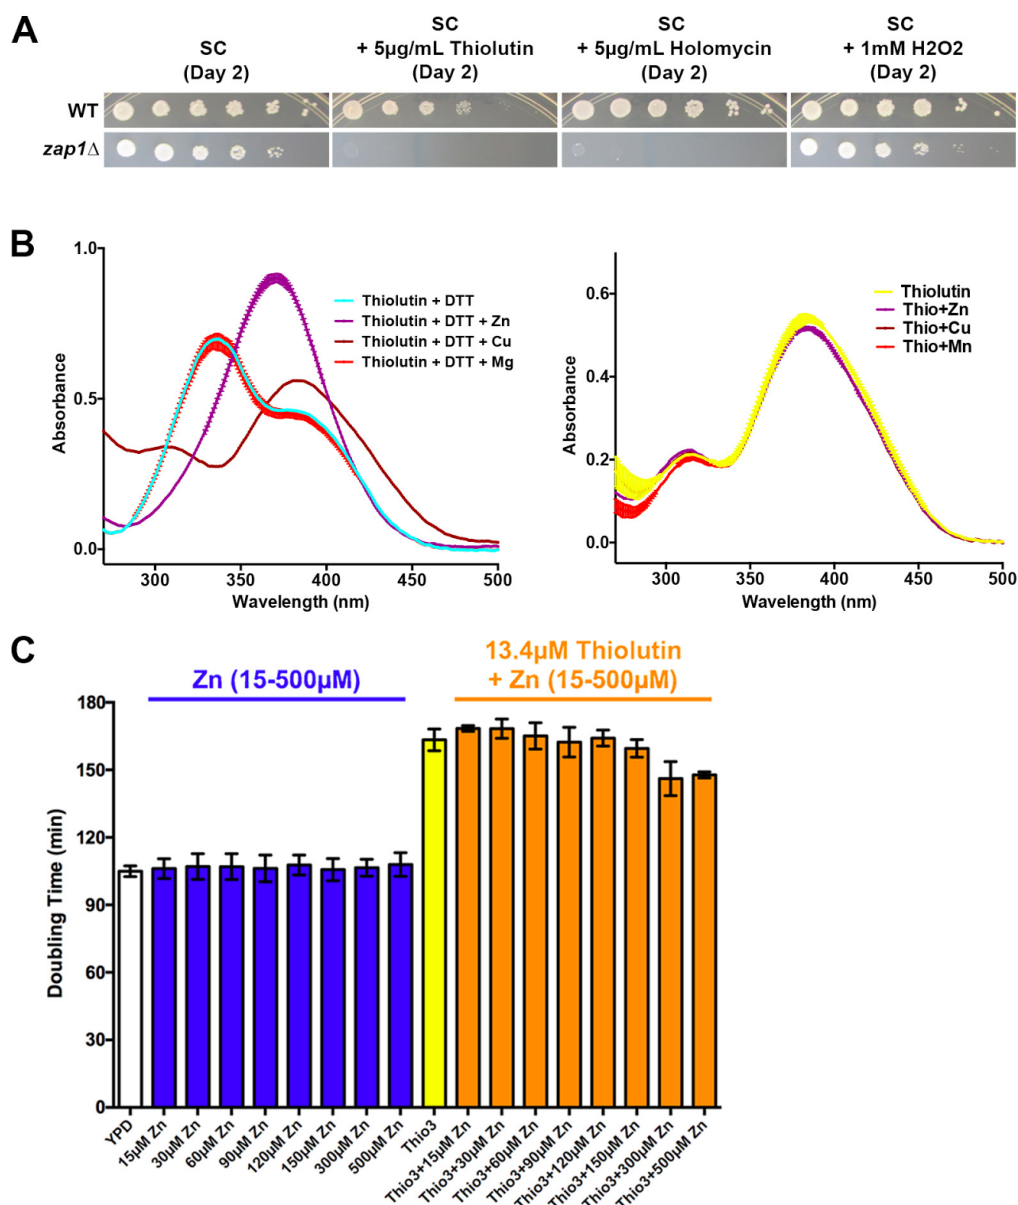 A
SC
(Day 2)
SC
+ 5µg/mL Thiolutin
(Day 2)
SC
+ 5µg/mL Holomycin
(Day 2)
SC
+ 1mM H2O2
(Day 2)
WT
zap1Δ
B
1.0
0.5
0.0
Absorbance
300
350
400
450
500
Wavelength (nm)
Thiolutin + DTT
Thiolutin + DTT + Zn
Thiolutin + DTT + Cu
Thiolutin + DTT + Mg
0.6
0.4
0.2
0.0
Absorbance
300
350
400
450
500
Wavelength (nm)
Thiolutin
Thio+Zn
Thio+Cu
Thio+Mn
C
Zn (15-500µM)
13.4µM Thiolutin
+ Zn (15-500µM)
180
150
120
90
60
30
0
Doubling Time (min)
YPD
15µM Zn
30µM Zn
60µM Zn
90µM Zn
120µM Zn
150µM Zn
300µM Zn
500µM Zn
Thio3
Thio3+15µM Zn
Thio3+30µM Zn
Thio3+60µM Zn
Thio3+90µM Zn
Thio3+120µM Zn
Thio3+150µM Zn
Thio3+300µM Zn
Thio3+500µM Zn